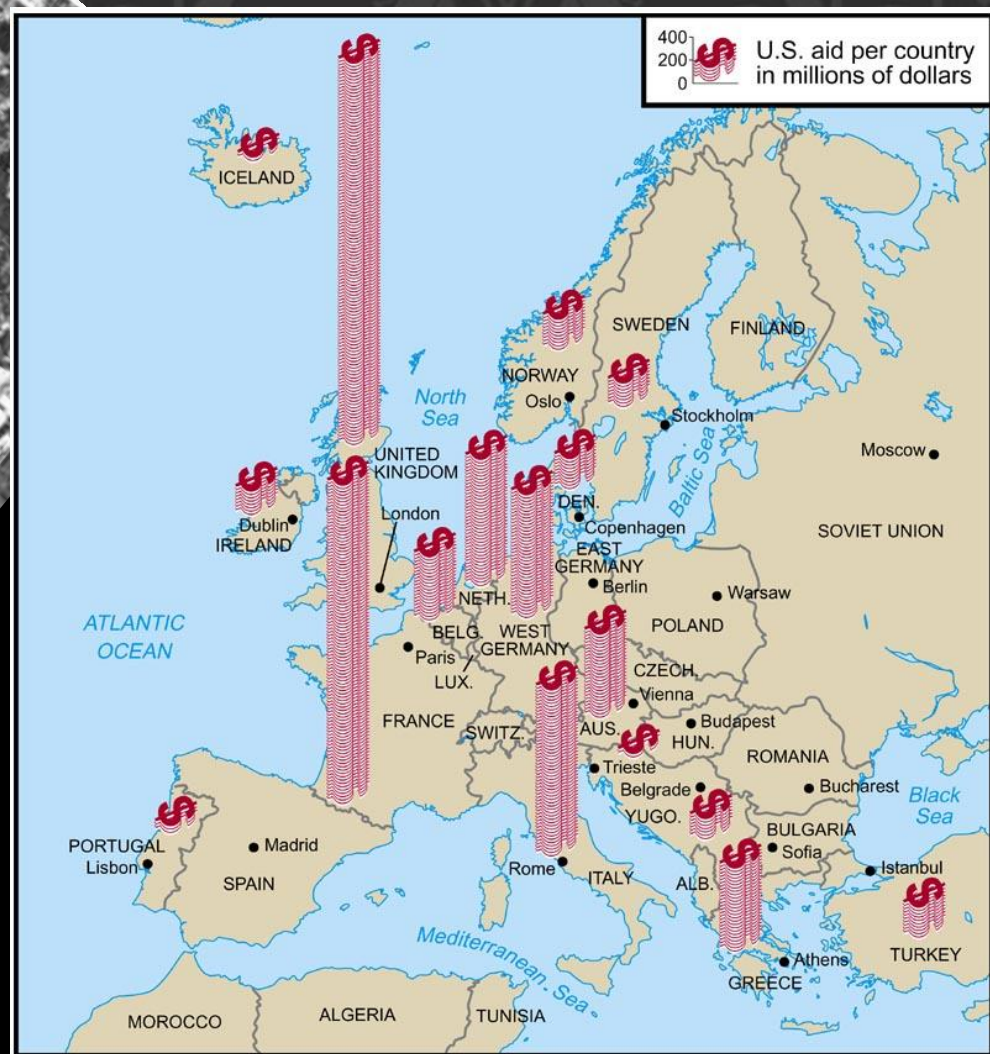 400
200
0
$
U.S. aid per country
in millions of dollars
$
$
ICELAND
$
SWEDEN
FINLAND
NORWAY
Oslo
$
Stockholm
North
Sea
Baltic Sea
Moscow
UNITED
KINGDOM
$
$
$
$
$
London
DEN.
Copenhagen
Dublin
IRELAND
SOVIET UNION
$
EAST
GERMANY
Berlin
NETH.
Warsaw
ATLANTIC
OCEAN
$
BELG.
WEST
GERMANY
POLAND
Paris
LUX.
CZECH.
$
Vienna
FRANCE
SWITZ.
AUS.
Budapest
HUN.
$
ROMANIA
Trieste
Belgrade
Bucharest
Black
Sea
$
$
YUGO.
BULGARIA
Sofia
PORTUGAL
Lisbon
Madrid
SPAIN
Rome
ITALY
ALB.
$
Istanbul
$
Mediterranean Sea
Athens
GREECE
TURKEY
MOROCCO
ALGERIA
TUNISIA